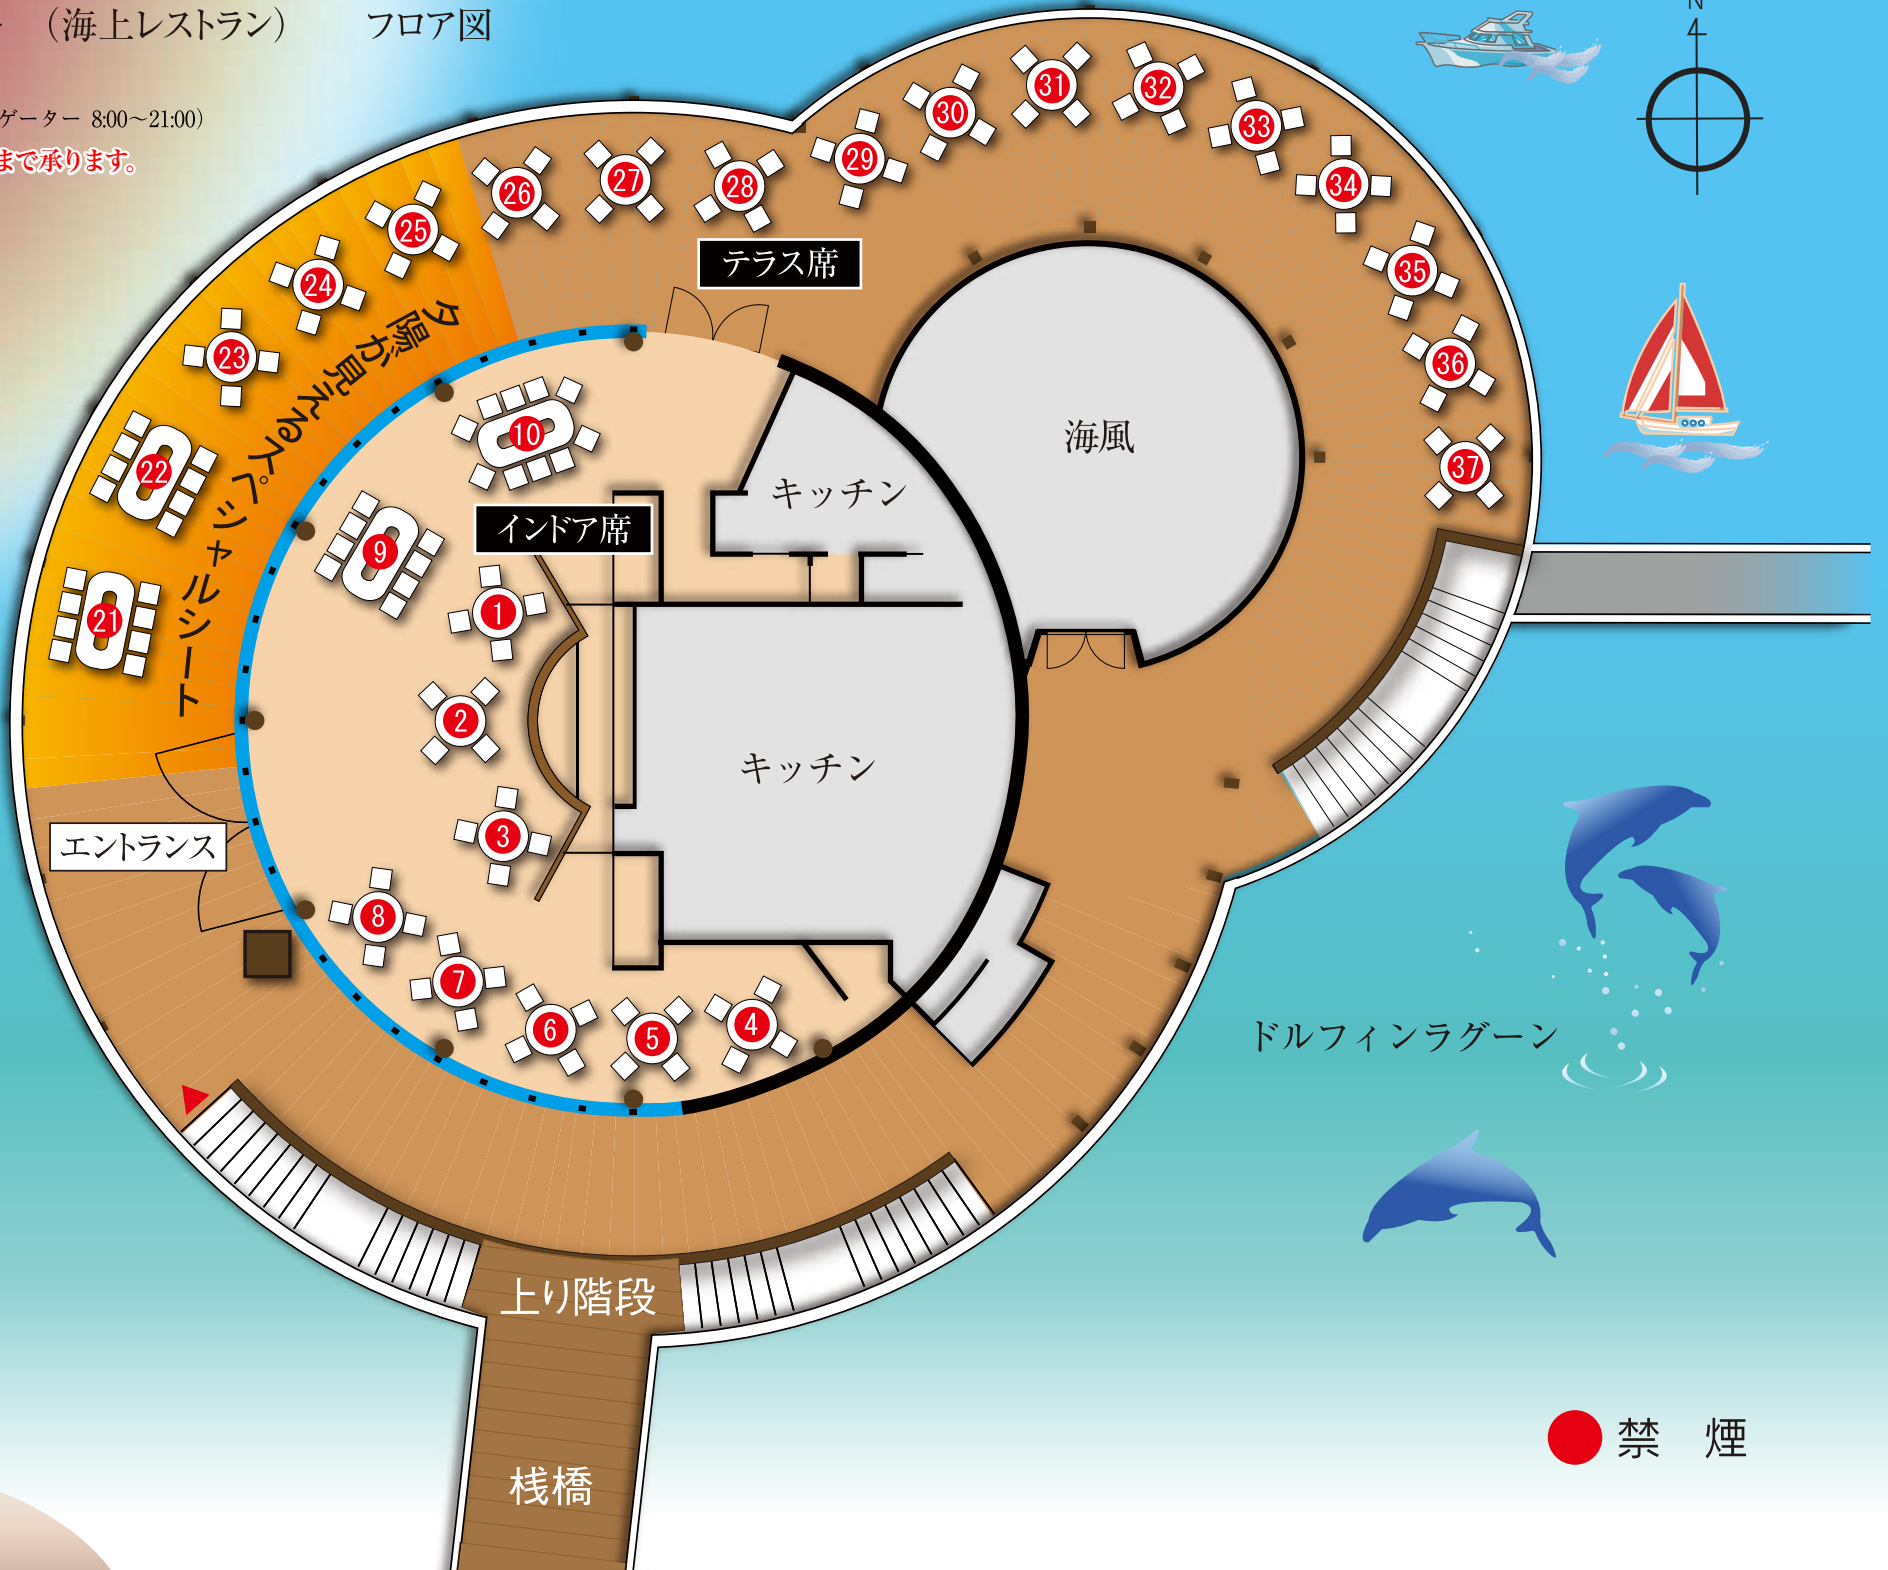 （海上レストラン） フロア図
ゲーター 8:00～21:00）
まで承ります。
N
31
32
30
33
29
34
27
28
26
25
35
24
テラス席
23
36
夕陽が見えるスペシャルシート
10
海風
37
22
キッチン
インドア席
9
21
1
2
キッチン
3
エントランス
8
7
6
5
4
ドルフィンラグーン
上り階段
桟橋
禁 煙